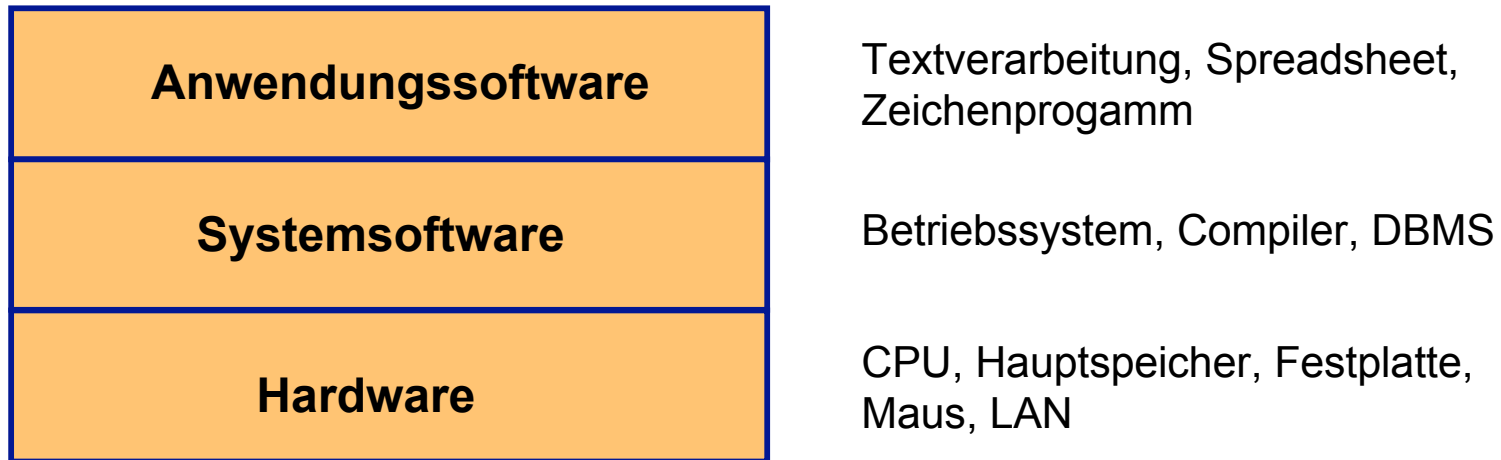 Anwendungssoftware
Textverarbeitung, Spreadsheet,
Zeichenprogamm
Systemsoftware
Betriebssystem, Compiler, DBMS
Hardware
CPU, Hauptspeicher, Festplatte,
Maus, LAN